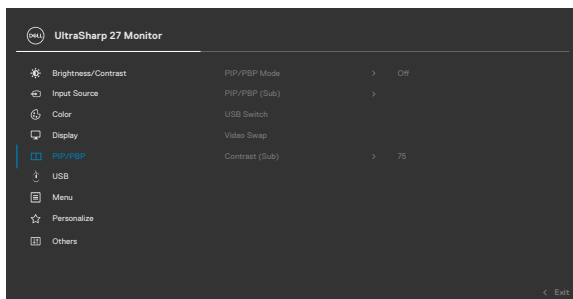 DELL UltraSharp 27 Monitor
Brightness/Contrast PIP/PBP Mode > Off
Input Source PIP/PBP (Sub) >
Color USB Switch
Display Video Swap
PIP/PBP Contrast (Sub) > 75
USB
Menu
Personalize
Others
< Exit